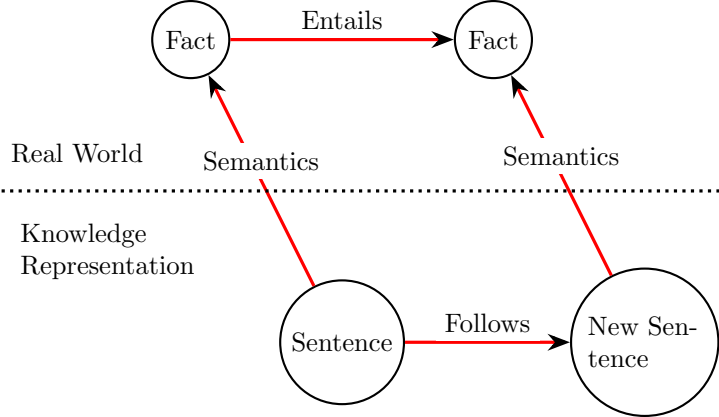 Entails
Fact
Fact
Real World
Semantics
Semantics
Knowledge
Representation
Follows
Sentence
New Sen-
tence